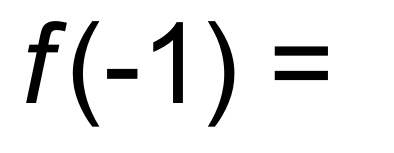 f(-1) =